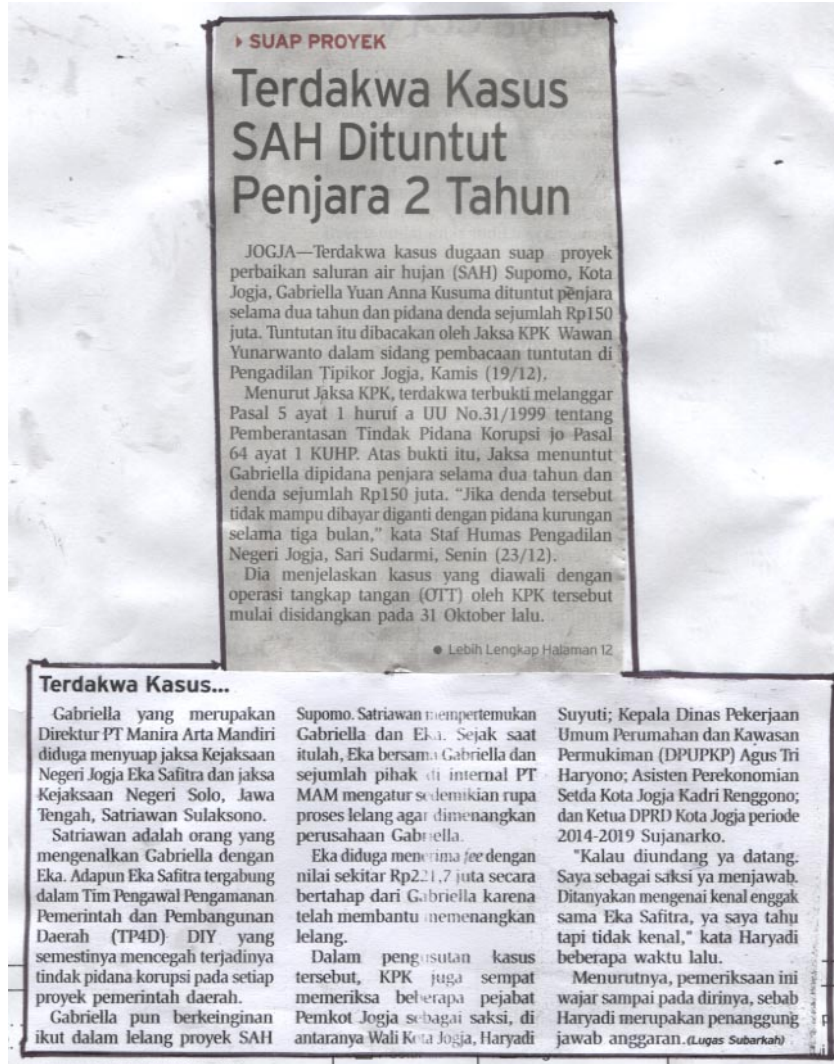 SUAP PROYEK
Terdakwa Kasus
SAH Dituntut
Penjara 2 Tahun
JOGJA—Terdakwa kasus dugaan suap proyek
perbaikan saluran air hujan (SAH) Supomo, Kota
Jogja, Gabriella Yuan Anna Kusuma dituntut penjara
selama dua tahun dan pidana denda sejumlah Rp150
juta. Tuntutan itu dibacakan oleh Jaksa KPK Wawan
Yunarwanto dalam sidang pembacaan tuntutan di
Pengadilan Tipikor Jogja, Kamis (19/12).
Menurut Jaksa KPK, terdakwa terbukti melanggar
Pasal 5 ayat 1 huruf a UU No.31/1999 tentang
Pemberantasan Tindak Pidana Korupsi jo Pasal
64 ayat 1 KUHP. Atas bukti itu, Jaksa menuntut
Gabriella dipidana penjara selama dua tahun dan
denda sejumlah Rp150 juta. “Jika denda tersebut
tidak mampu dibayar diganti dengan pidana kurungan
selama tiga bulan,” kata Staf Humas Pengadilan
Negeri Jogja, Sari Sudarmi, Senin (23/12).
Dia menjelaskan kasus yang diawali dengan
operasi tangkap tangan (OTT) oleh KPK tersebut
mulai disidangkan pada 31 Oktober lalu.
● Lebih Lengkap Halaman 12
Terdakwa Kasus...
Gabriella yang merupakan
Direktur PT Manira Arta Mandiri
diduga menyuap jaksa Kejaksaan
Negeri Jogja Eka Safitra dan jaksa
Kejaksaan Negeri Solo, Jawa
Tengah, Satriawan Sulaksono.
Satriawan adalah orang yang
mengenalkan Gabriella dengan
Eka. Adapun Eka Safitra tergabung
dalam Tim Pengawal Pengamanan
Pemerintah dan Pembangunan
Daerah (TP4D) DIY yang
semestinya mencegah terjadinya
tindak pidana korupsi pada setiap
proyek pemerintah daerah.
Gabriella pun berkeinginan
ikut dalam lelang proyek SAH
Supomo. Satriawan mempertemukan
Gabriella dan Eka. Sejak saat
itulah, Eka bersama Gabriella dan
sejumlah pihak di internal PT
MAM mengatur sedemikian rupa
proses lelang agar dimenangkan
perusahaan Gabriella.
Eka diduga menerima fee dengan
nilai sekitar Rp221,7 juta secara
bertahap dari Gabriella karena
telah membantu memenangkan
lelang.
Dalam pengusutan kasus
tersebut, KPK juga sempat
memeriksa beberapa pejabat
Pemkot Jogja sebagai saksi, di
antaranya Wali Kota Jogja, Haryadi
Suyuti; Kepala Dinas Pekerjaan
Umum Perumahan dan Kawasan
Permukiman (DPUPKP) Agus Tri
Haryono; Asisten Perekonomian
Setda Kota Jogja Kadri Renggono;
dan Ketua DPRD Kota Jogja periode
2014-2019 Sujanarko.
"Kalau diundang ya datang.
Saya sebagai saksi ya menjawab.
Ditanyakan mengenai kenal enggak
sama Eka Safitra, ya saya tahu
tapi tidak kenal," kata Haryadi
beberapa waktu lalu.
Menurutnya, pemeriksaan ini
wajar sampai pada dirinya, sebab
Haryadi merupakan penanggung
jawab anggaran. (Lugas Subarkah)